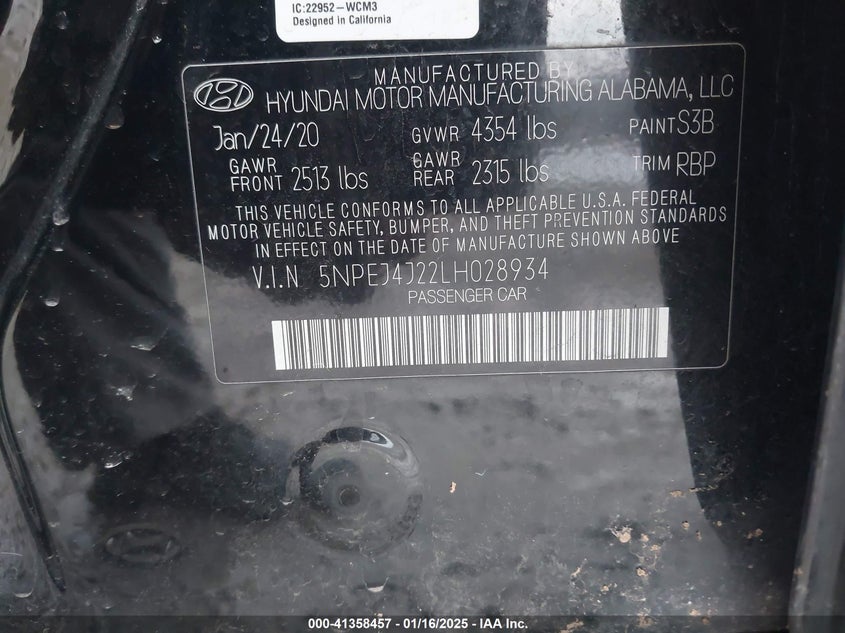 IC:22952-WCM3
Designed in California
MANUFACTURED BY
HYUNDAI MOTOR MANUFACTURING ALABAMA, LLC
Jan/24/20 GVWR 4354 lbs PAINT S3B
GAWR FRONT 2513 lbs GAWR REAR 2315 lbs TRIM RBP
THIS VEHICLE CONFORMS TO ALL APPLICABLE U.S.A. FEDERAL
MOTOR VEHICLE SAFETY, BUMPER, AND THEFT PREVENTION STANDARDS
IN EFFECT ON THE DATE OF MANUFACTURE SHOWN ABOVE
V.I.N 5NPEJ4J22LH028934
PASSENGER CAR
000-41358457 - 01/16/2025 - IAA Inc.